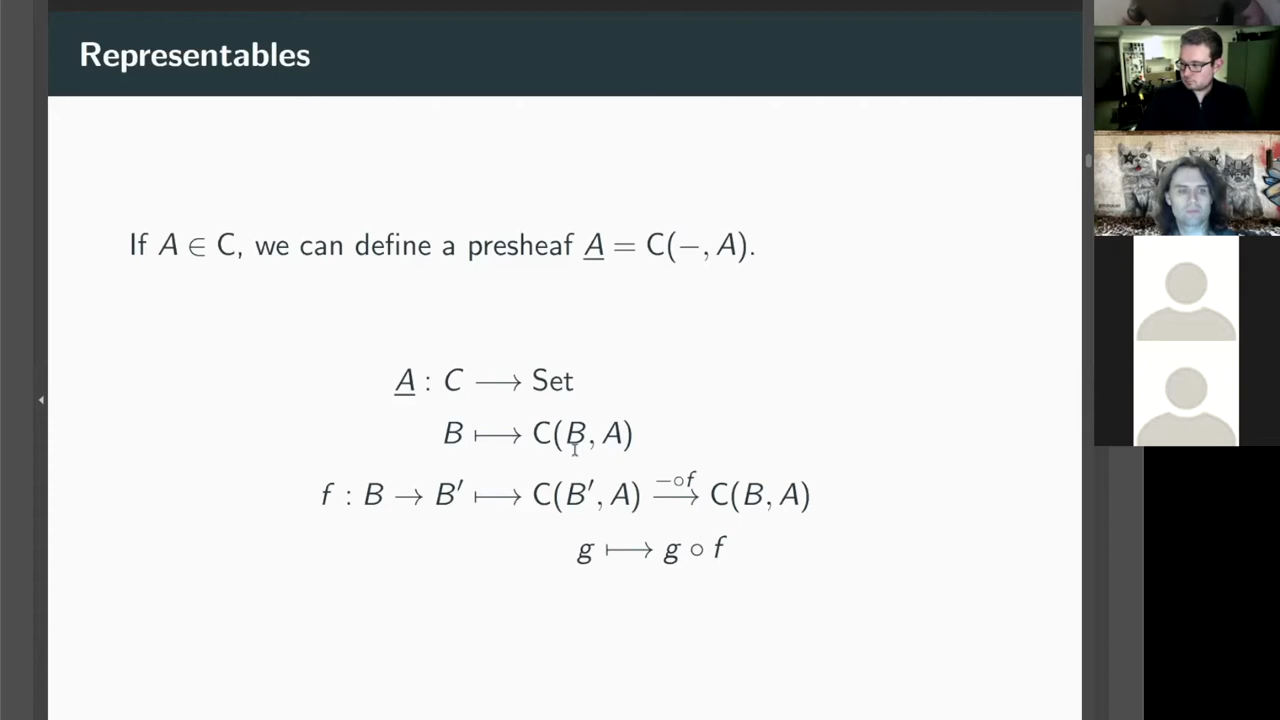 Representables
If A ∈ C, we can define a presheaf A̲ = C(−, A).
A̲ : C ⟶ Set
B ⟼ C(B, A)
f : B → B′ ⟼ C(B′, A) −∘f⟶ C(B, A)
g ⟼ g ∘ f